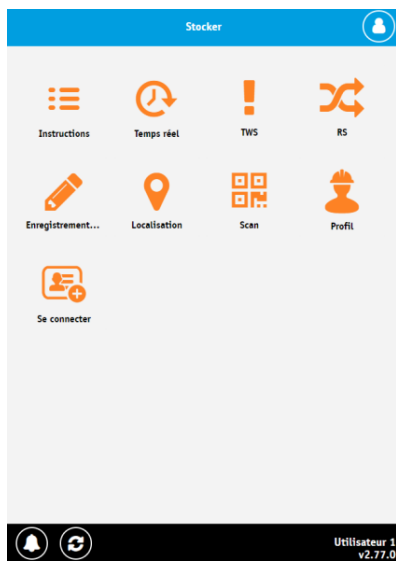 Stocker
Instructions
Temps réel
TWS
RS
Enregistrement...
Localisation
Scan
Profil
Se connecter
Utilisateur 1
v2.77.0